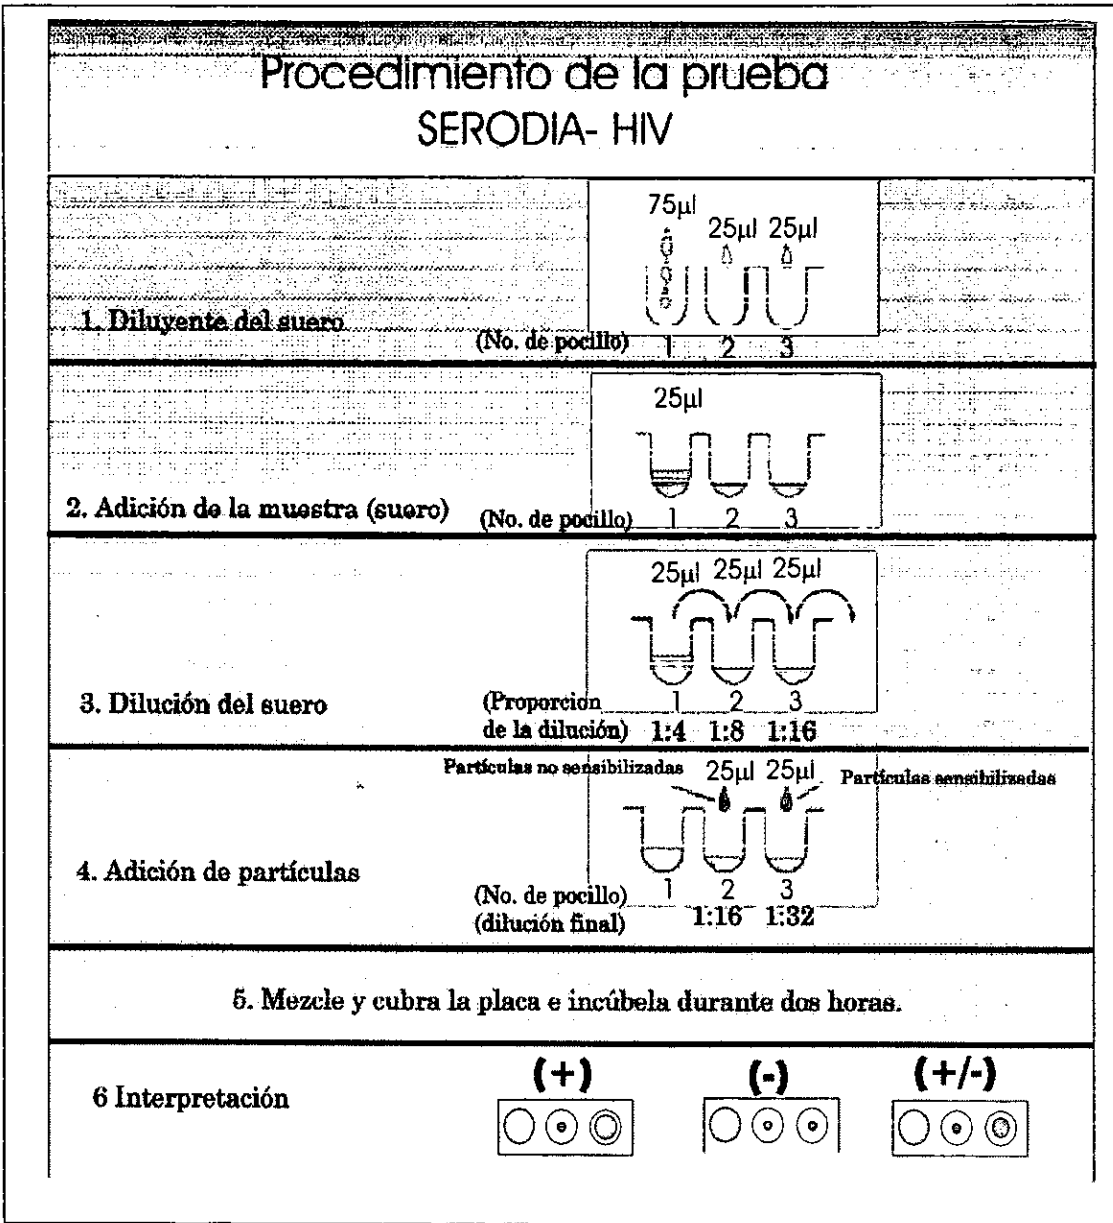 Procedimiento de la prueba
SERODIA- HIV
75µl
25µl 25µl
1. Diluyente del suero
(No. de pocillo) 1 2 3
25µl
2. Adición de la muestra (suero)
(No. de pocillo) 1 2 3
25µl 25µl 25µl
3. Dilución del suero
(Proporcion 1 2 3
de la dilución) 1:4 1:8 1:16
Partículas no sensibilizadas 25µl 25µl Partículas sensibilizadas
4. Adición de partículas
(No. de pocillo) 1 2 3
(dilución final) 1:16 1:32
5. Mezcle y cubra la placa e incúbela durante dos horas.
6 Interpretación
(+) (-) (+/-)